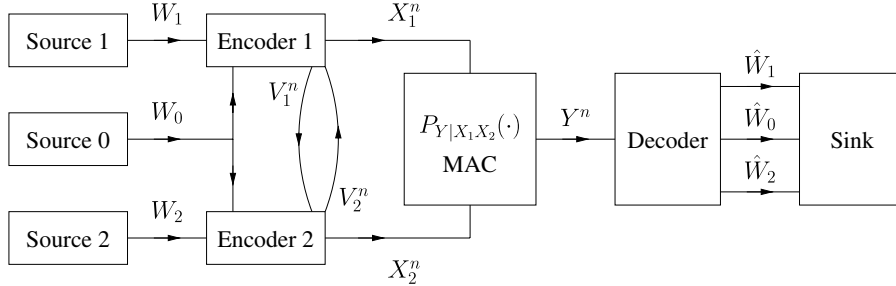 W_1 X_1^n
Source 1 Encoder 1
V_1^n
Ŵ_1
W_0 P_{Y|X_1X_2}(·) Y^n Ŵ_0
Source 0 MAC Decoder Sink
Ŵ_2
V_2^n
W_2
Source 2 Encoder 2
X_2^n